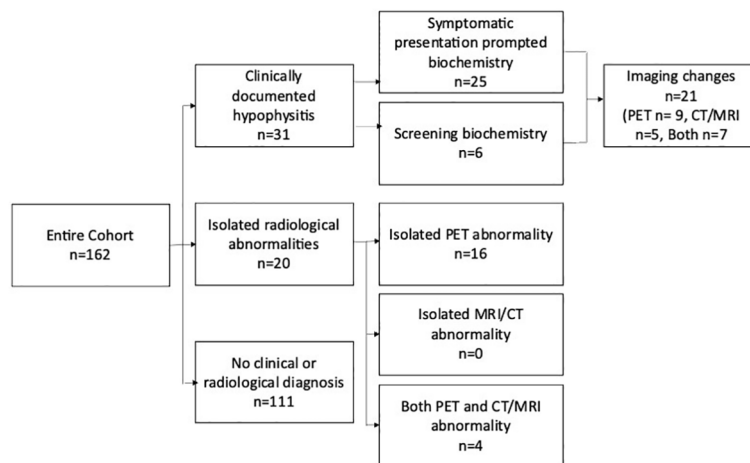 Entire Cohort
n=162
Clinically
documented
hypophysitis
n=31
Isolated radiological
abnormalities
n=20
No clinical or
radiological diagnosis
n=111
Symptomatic
presentation prompted
biochemistry
n=25
Screening biochemistry
n=6
Isolated PET abnormality
n=16
Isolated MRI/CT
abnormality
n=0
Both PET and CT/MRI
abnormality
n=4
Imaging changes
n=21
(PET n= 9, CT/MRI
n=5, Both n=7